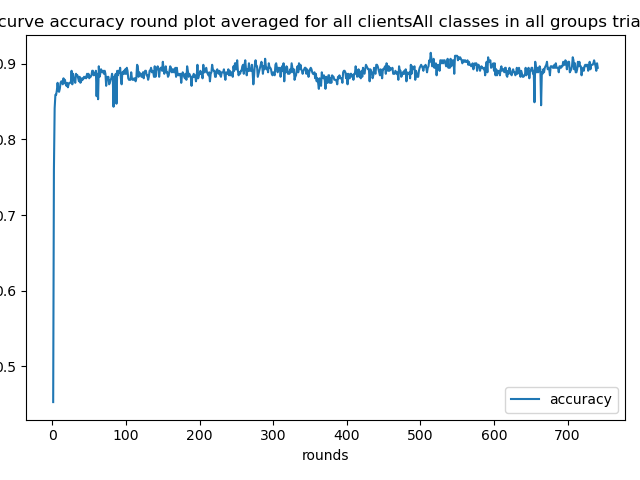 curve accuracy round plot averaged for all clientsAll classes in all groups tria
0.9
0.8
0.7
0.6
0.5
0 100 200 300 400 500 600 700
rounds
accuracy